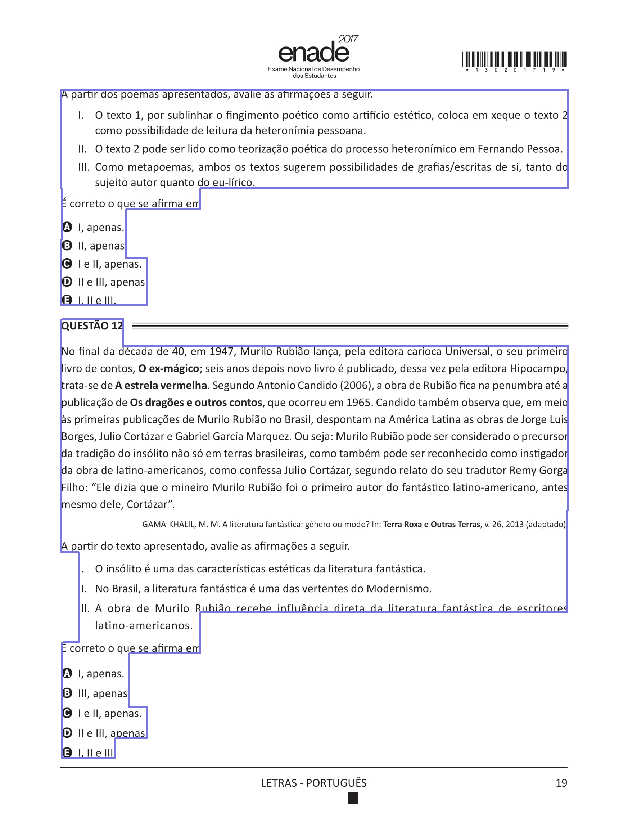 enade 2017
Exame Nacional de Desempenho
dos Estudantes
*R3020171 9*
A partir dos poemas apresentados, avalie as afirmações a seguir.
I. O texto 1, por sublinhar o fingimento poético como artifício estético, coloca em xeque o texto 2
como possibilidade de leitura da heteronímia pessoana.
II. O texto 2 pode ser lido como teorização poética do processo heteronímico em Fernando Pessoa.
III. Como metapoemas, ambos os textos sugerem possibilidades de grafias/escritas de si, tanto do
sujeito autor quanto do eu-lírico.
É correto o que se afirma em
A I, apenas.
B II, apenas
C I e II, apenas.
D II e III, apenas
E I, II e III.
QUESTÃO 12
No final da década de 40, em 1947, Murilo Rubião lança, pela editora carioca Universal, o seu primeiro
livro de contos, O ex-mágico; seis anos depois novo livro é publicado, dessa vez pela editora Hipocampo,
trata-se de A estrela vermelha. Segundo Antonio Candido (2006), a obra de Rubião fica na penumbra até a
publicação de Os dragões e outros contos, que ocorreu em 1965. Candido também observa que, em meio
às primeiras publicações de Murilo Rubião no Brasil, despontam na América Latina as obras de Jorge Luis
Borges, Julio Cortázar e Gabriel García Marquez. Ou seja: Murilo Rubião pode ser considerado o precursor
da tradição do insólito não só em terras brasileiras, como também pode ser reconhecido como instigador
da obra de latino-americanos, como confessa Julio Cortázar, segundo relato do seu tradutor Remy Gorga
Filho: “Ele dizia que o mineiro Murilo Rubião foi o primeiro autor do fantástico latino-americano, antes
mesmo dele, Cortázar”.
GAMA-KHALIL, M. M. A literatura fantástica: gênero ou modo? In: Terra Roxa e Outras Terras, v. 26, 2013 (adaptado)
A partir do texto apresentado, avalie as afirmações a seguir.
. O insólito é uma das características estéticas da literatura fantástica.
I. No Brasil, a literatura fantástica é uma das vertentes do Modernismo.
II. A obra de Murilo Rubião recebe influência direta da literatura fantástica de escritores
latino-americanos.
É correto o que se afirma em
A I, apenas.
B III, apenas
C I e II, apenas.
D II e III, apenas
E I, II e III
LETRAS - PORTUGUÊS 19